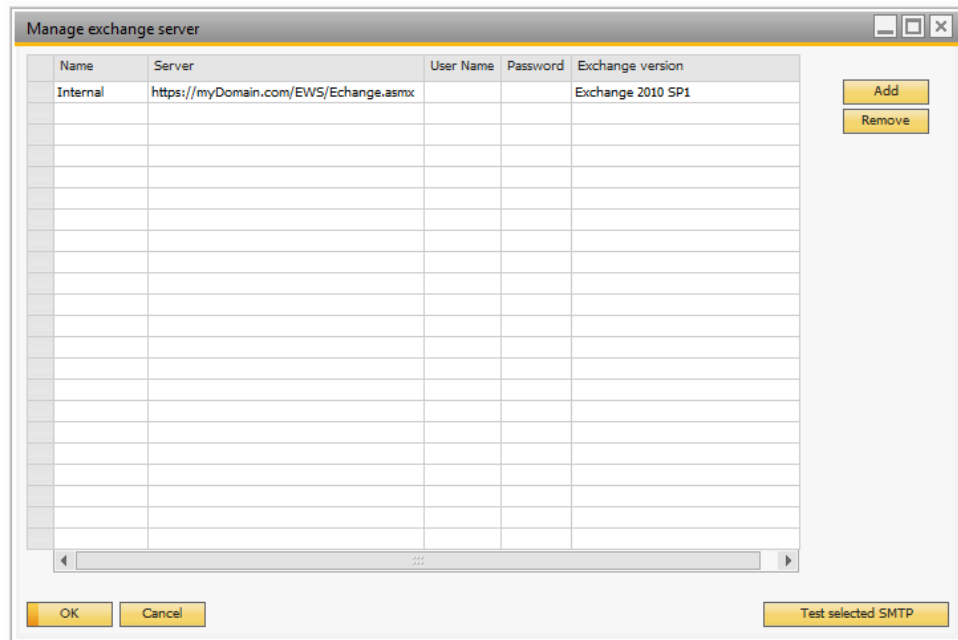 Manage exchange server
Name Server User Name Password Exchange version
Internal https://myDomain.com/EWS/Echange.asmx Exchange 2010 SP1
Add
Remove
OK Cancel Test selected SMTP